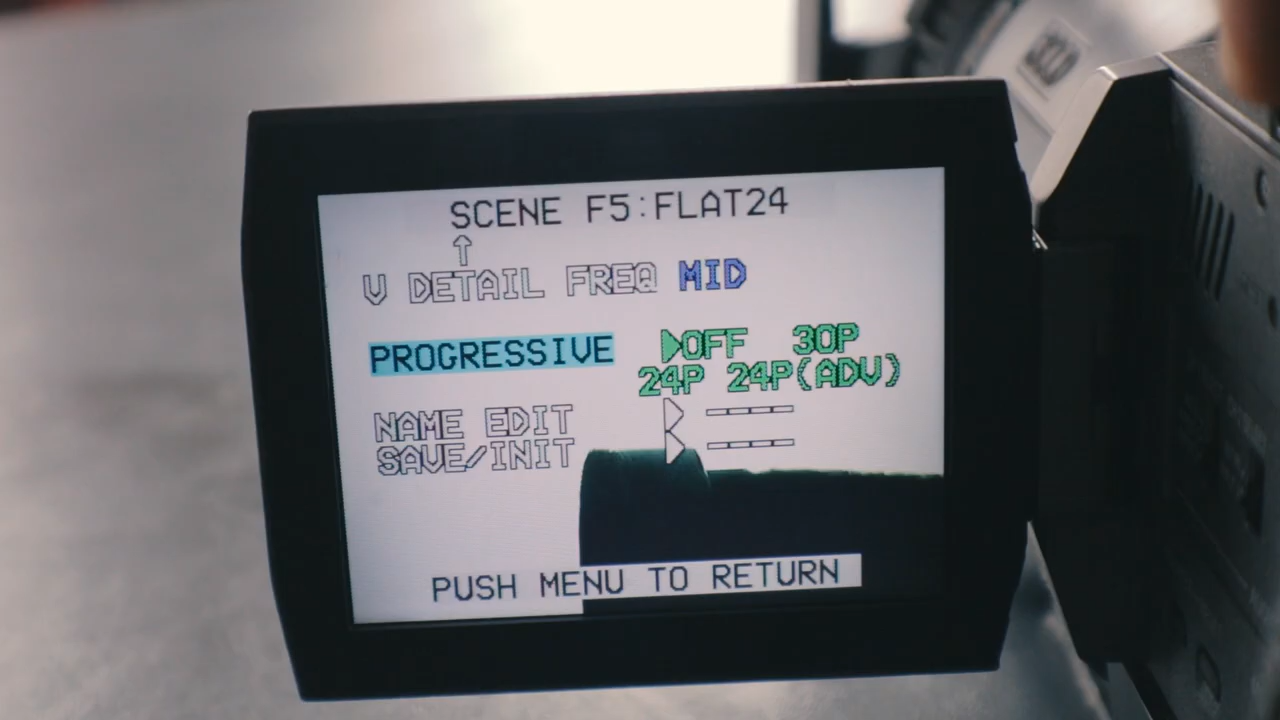 SCENE F5:FLAT24
V DETAIL FREQ MID
PROGRESSIVE OFF 30P
24P 24P(ADV)
NAME EDIT ----
SAVE/INIT ----
PUSH MENU TO RETURN